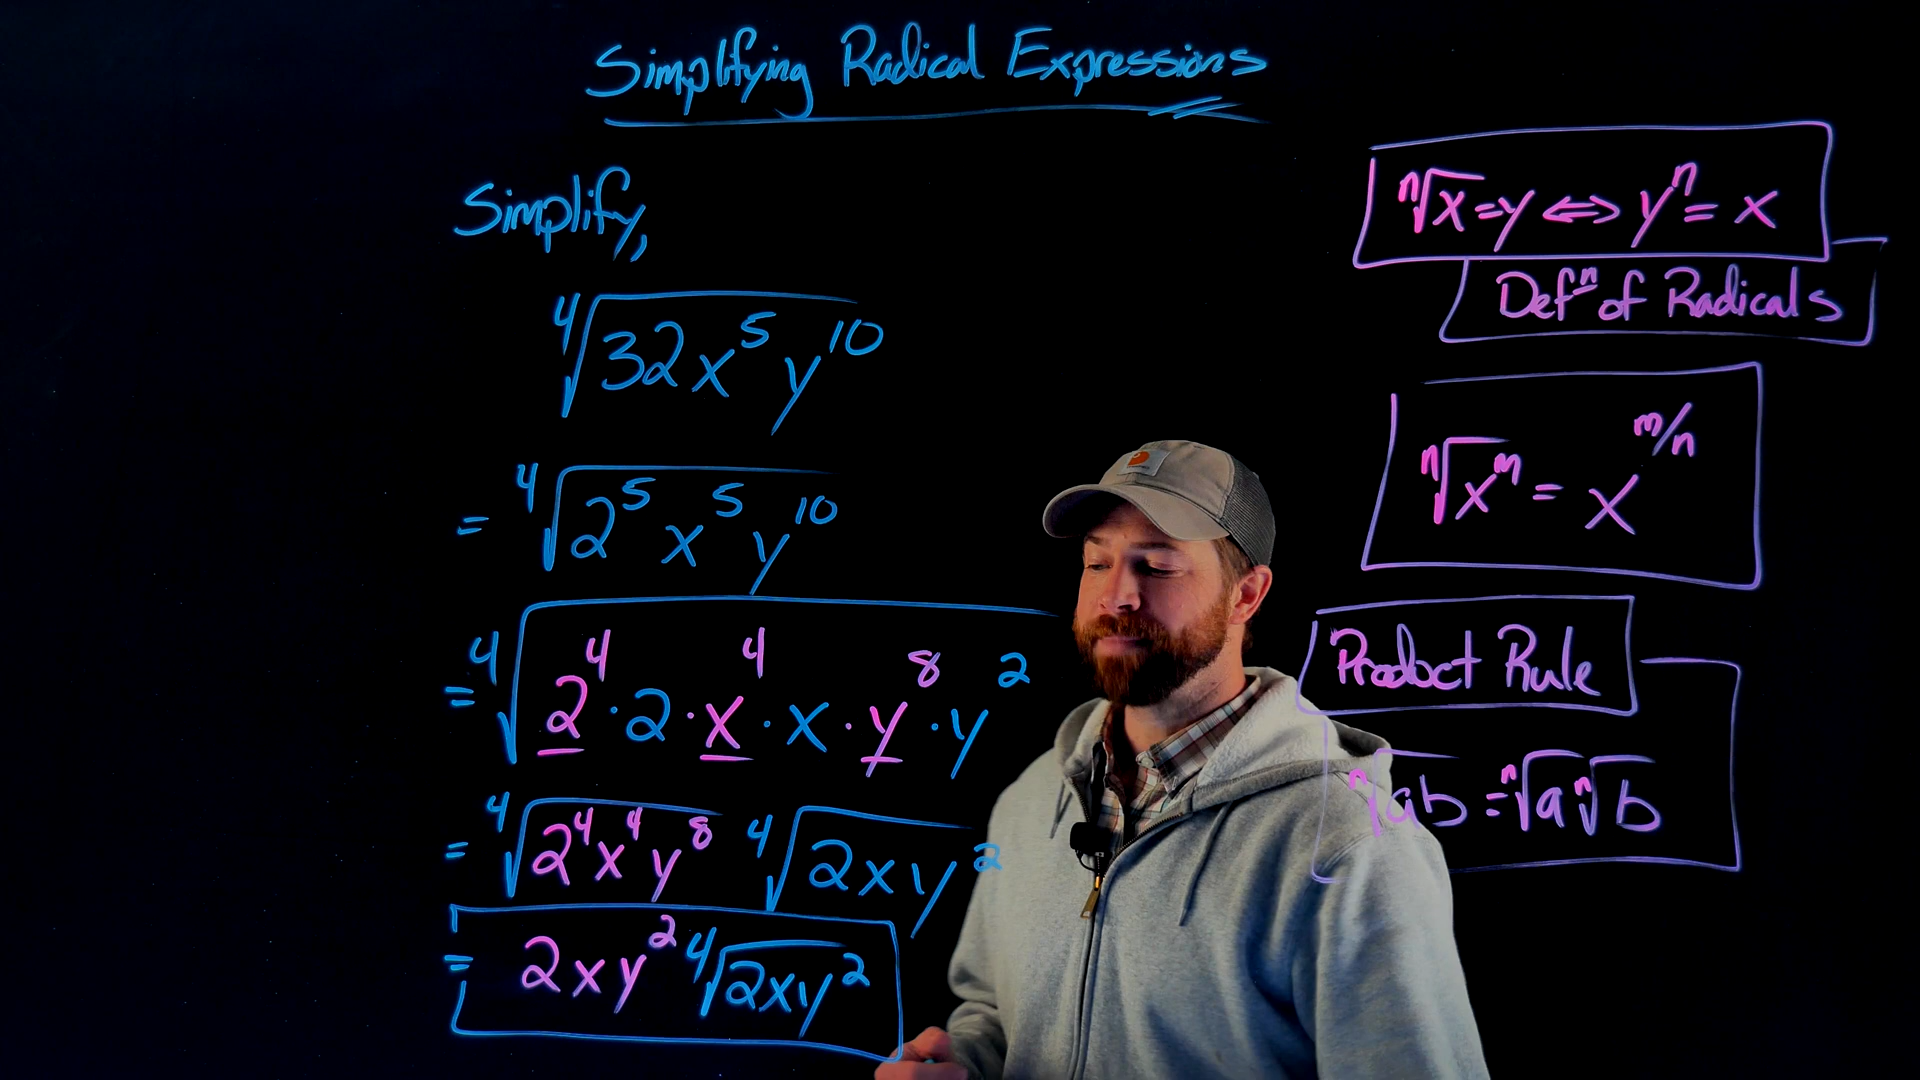 Simplifying Radical Expressions
Simplify,
⁴√(32x⁵y¹⁰)
= ⁴√(2⁵x⁵y¹⁰)
= ⁴√(2⁴·2·x⁴·x·y⁸·y²)
= ⁴√(2⁴x⁴y⁸) ⁴√(2xy²)
= 2xy² ⁴√(2xy²)
ⁿ√x = y ⇔ yⁿ = x
Defⁿ of Radicals
ⁿ√xᵐ = x^(m/n)
Product Rule
ⁿ√ab = ⁿ√a ⁿ√b